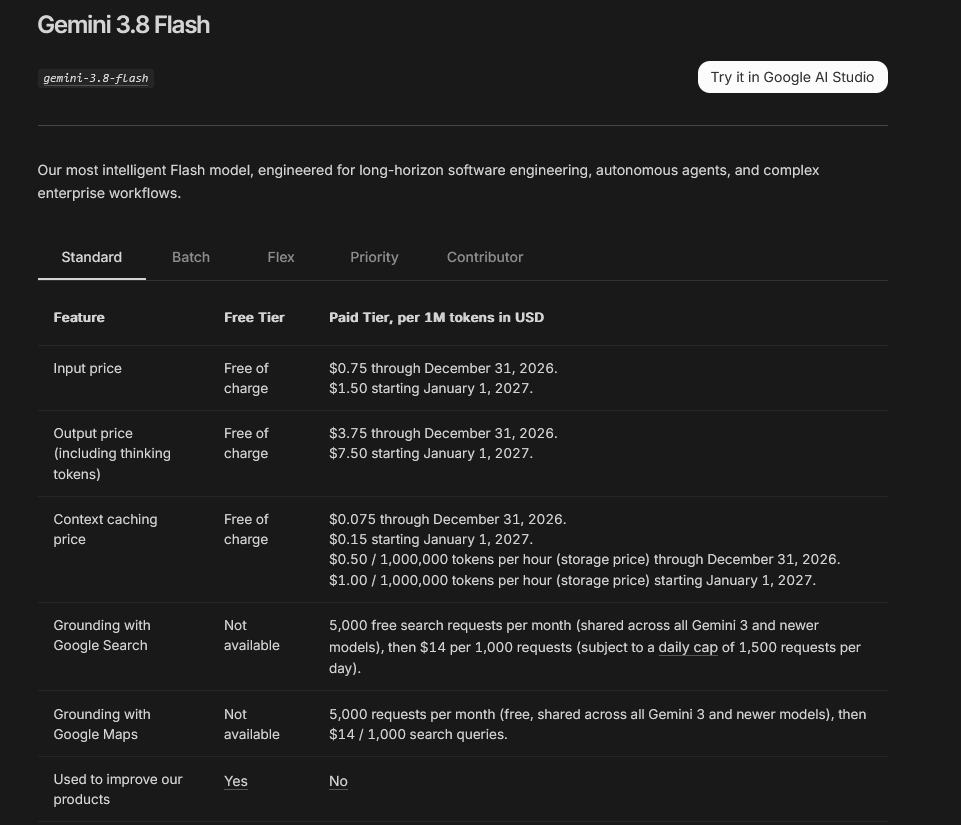 Gemini 3.8 Flash
gemini-3.8-flash
Try it in Google AI Studio
Our most intelligent Flash model, engineered for long-horizon software engineering, autonomous agents, and complex
enterprise workflows.
Standard Batch Flex Priority Contributor
Feature Free Tier Paid Tier, per 1M tokens in USD
Input price Free of $0.75 through December 31, 2026.
charge $1.50 starting January 1, 2027.
Output price Free of $3.75 through December 31, 2026.
(including thinking charge $7.50 starting January 1, 2027.
tokens)
Context caching Free of $0.075 through December 31, 2026.
price charge $0.15 starting January 1, 2027.
$0.50 / 1,000,000 tokens per hour (storage price) through December 31, 2026.
$1.00 / 1,000,000 tokens per hour (storage price) starting January 1, 2027.
Grounding with Not 5,000 free search requests per month (shared across all Gemini 3 and newer
Google Search available models), then $14 per 1,000 requests (subject to a daily cap of 1,500 requests per
day).
Grounding with Not 5,000 requests per month (free, shared across all Gemini 3 and newer models), then
Google Maps available $14 / 1,000 search queries.
Used to improve our Yes No
products